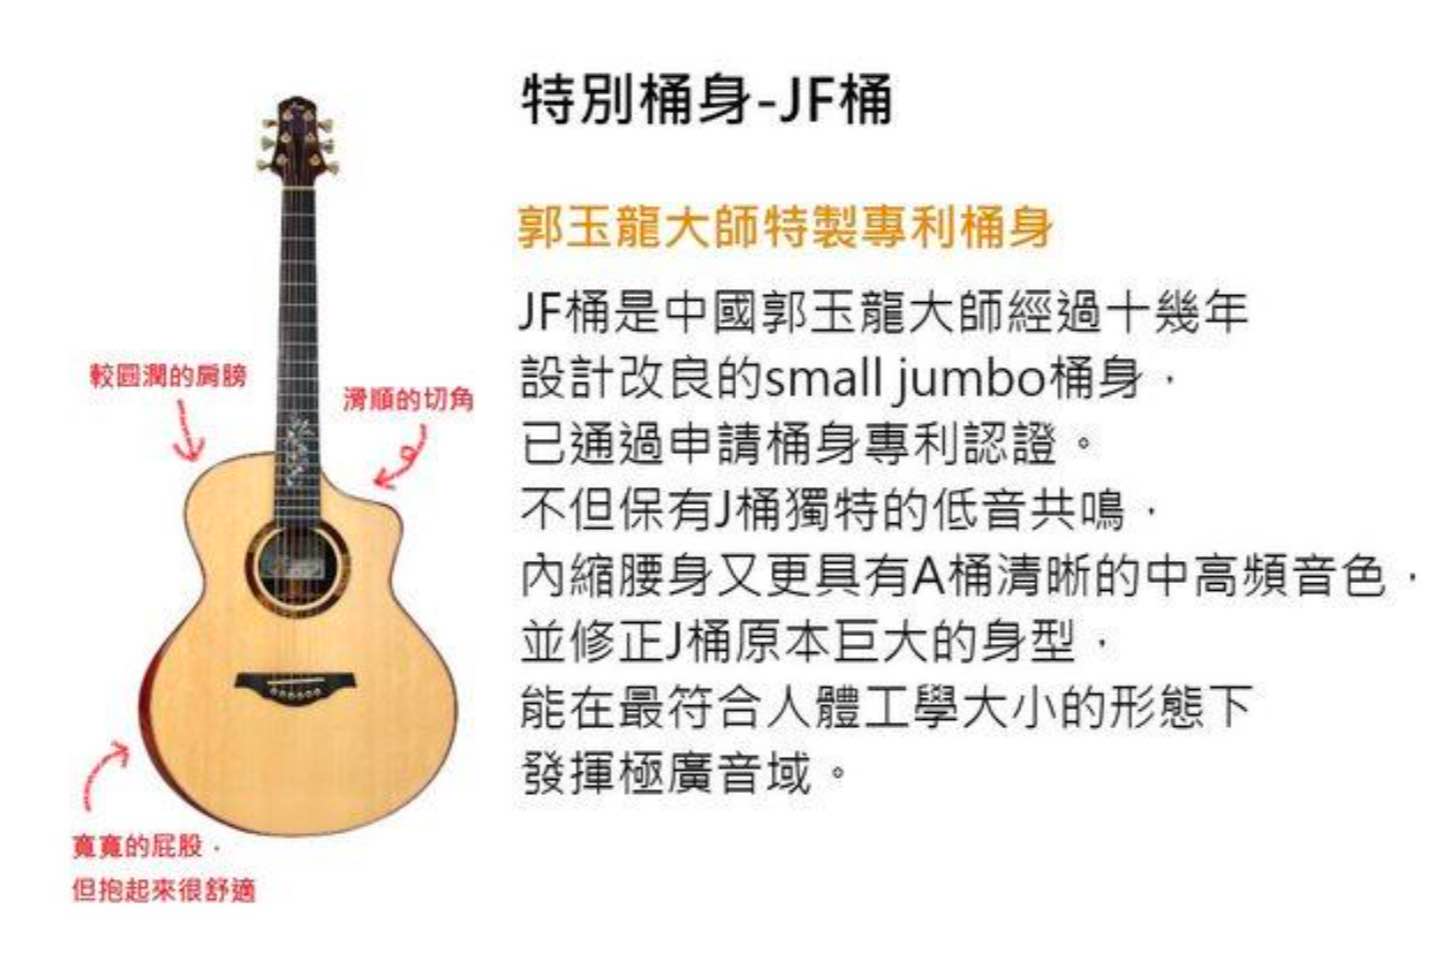 特別桶身-JF桶
郭玉龍大師特製專利桶身
JF桶是中國郭玉龍大師經過十幾年
設計改良的small jumbo桶身，
已通過申請桶身專利認證。
不但保有J桶獨特的低音共鳴，
內縮腰身又更具有A桶清晰的中高頻音色，
並修正J桶原本巨大的身型，
能在最符合人體工學大小的形態下
發揮極廣音域。
較圓潤的肩膀
滑順的切角
寬寬的屁股，
但抱起來很舒適